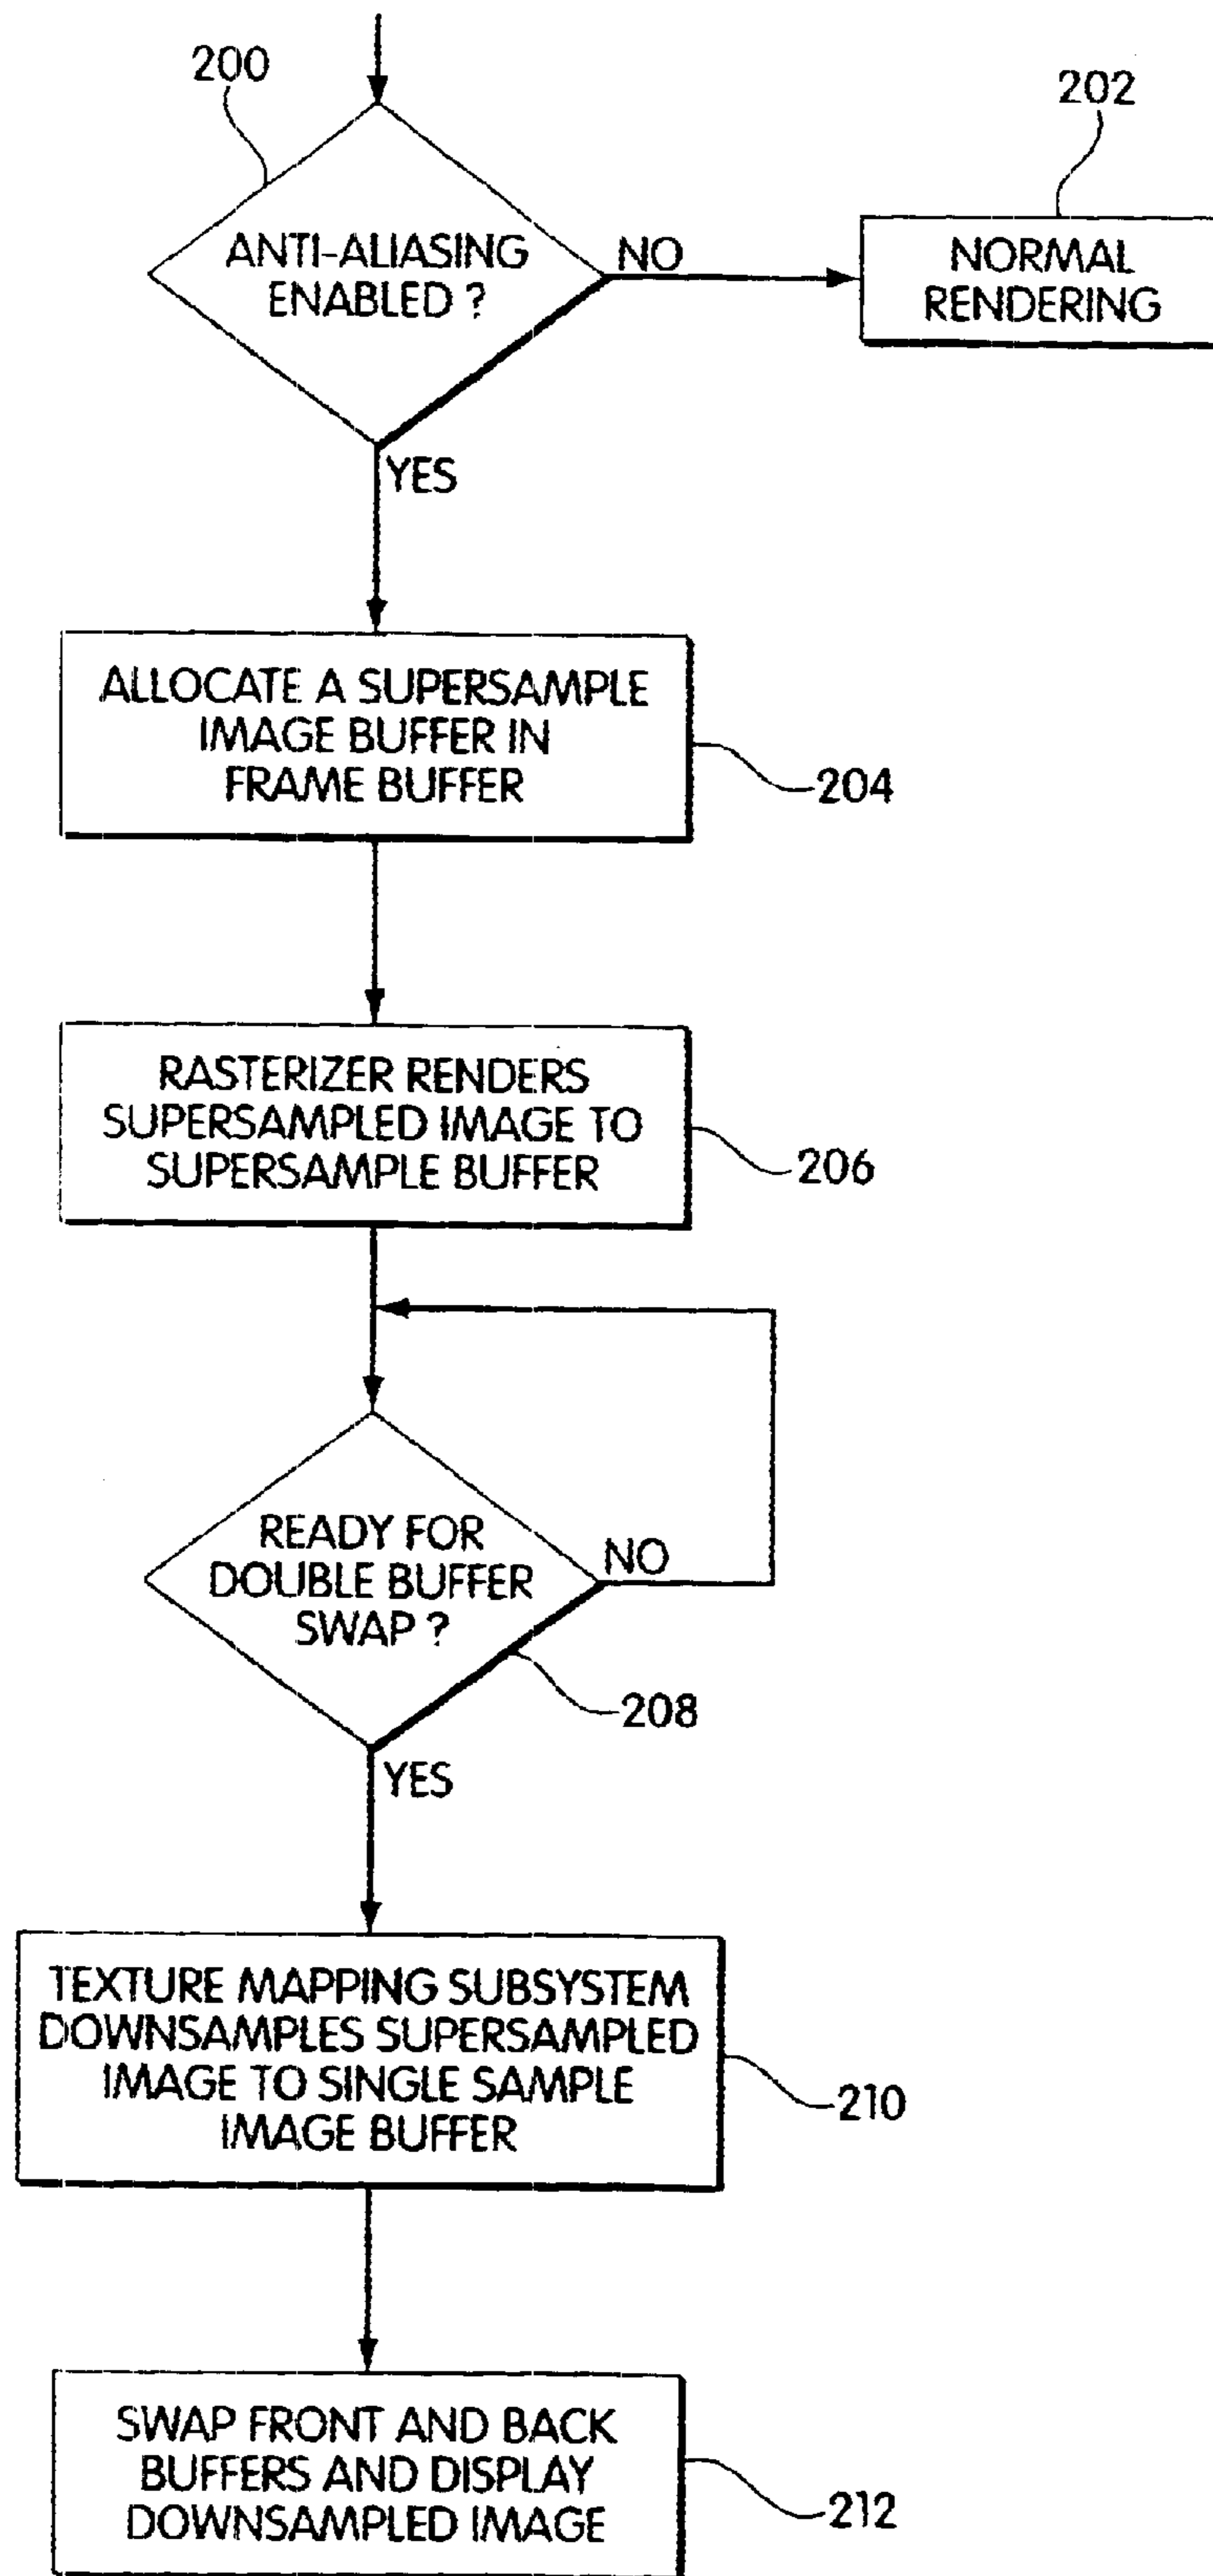 200
202
ANTI-ALIASING
ENABLED ?
NO
NORMAL
RENDERING
YES
ALLOCATE A SUPERSAMPLE
IMAGE BUFFER IN
FRAME BUFFER
204
RASTERIZER RENDERS
SUPERSAMPLED IMAGE TO
SUPERSAMPLE BUFFER
206
READY FOR
DOUBLE BUFFER
SWAP ?
NO
208
YES
TEXTURE MAPPING SUBSYSTEM
DOWNSAMPLES SUPERSAMPLED
IMAGE TO SINGLE SAMPLE
IMAGE BUFFER
210
SWAP FRONT AND BACK
BUFFERS AND DISPLAY
DOWNSAMPLED IMAGE
212